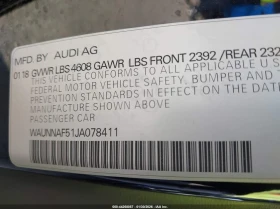 MFD BY AUDI AG
01/18 GVWR LBS 4608 GAWR LBS FRONT 2392 /REAR 232
THIS VEHICLE CONFORMS TO ALL APPLICABLE U.S.
FEDERAL MOTOR VEHICLE SAFETY, BUMPER AND
PREVENTION STANDARDS IN EFFECT ON THE DATE
MANUFACTURE SHOWN ABOVE.
WAUNNAF51JA078411
PASSENGER CAR